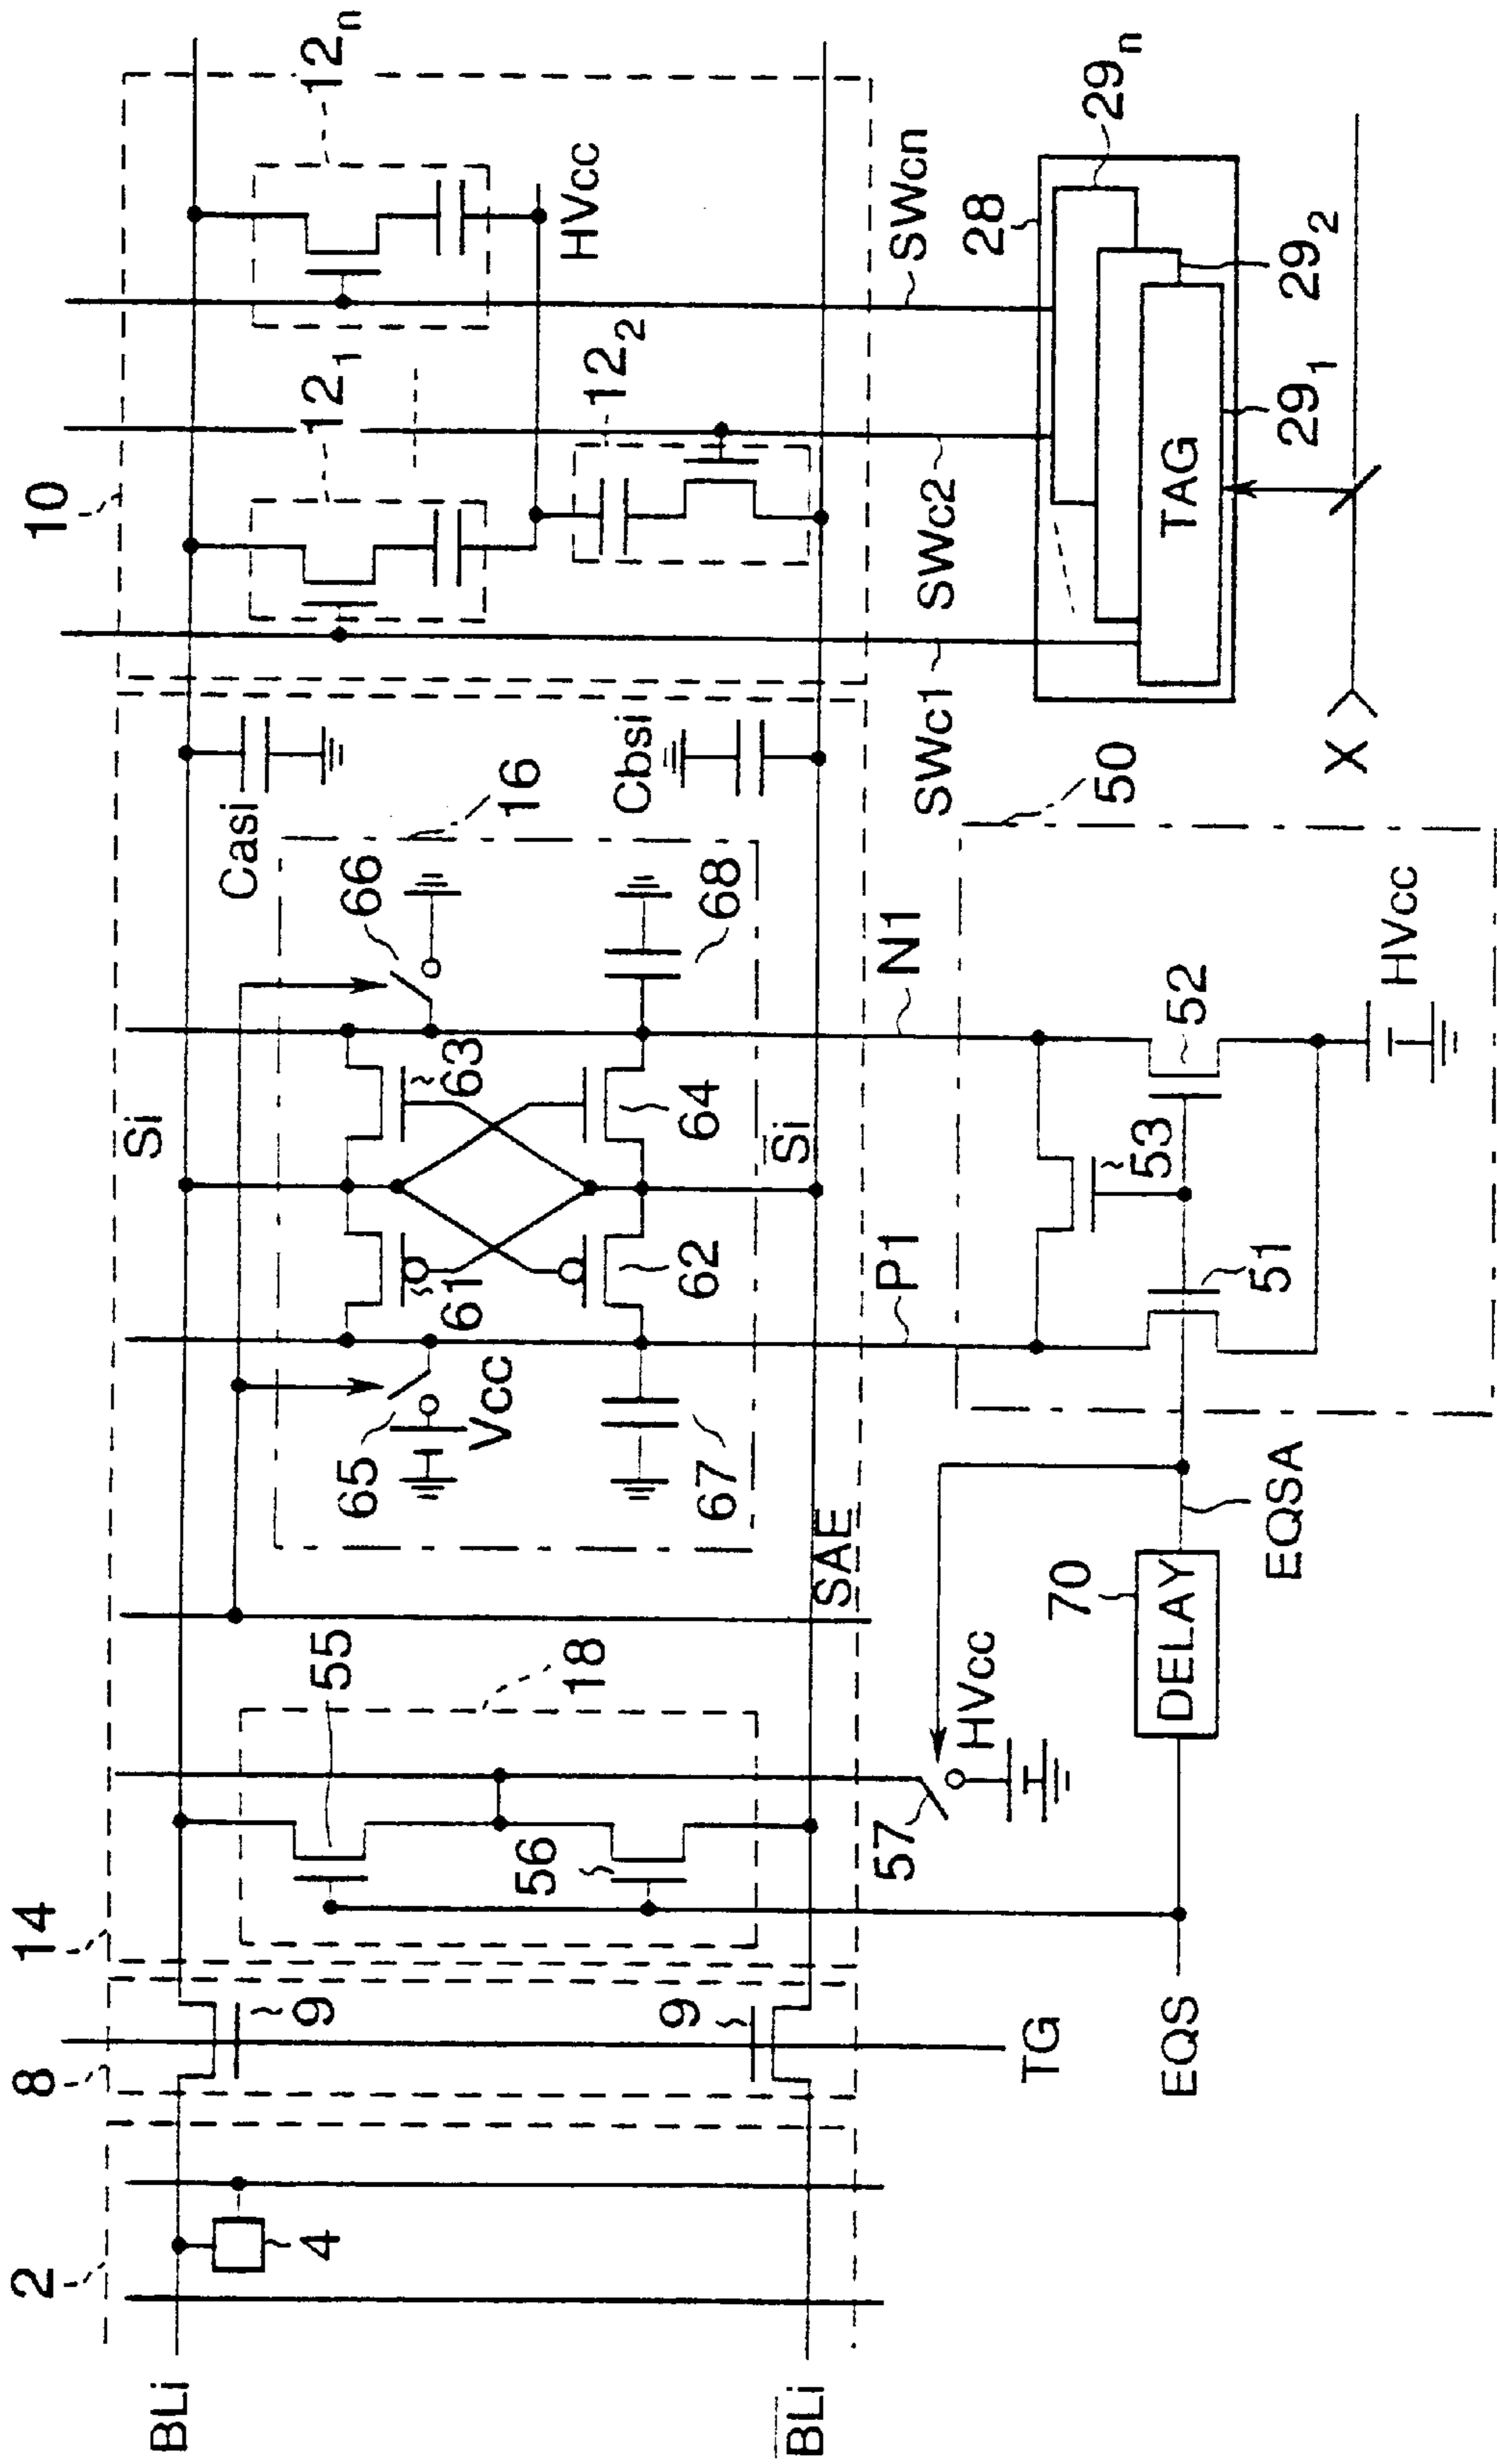 2
8
14
10
4
9
9
55
56
18
57
HVcc
SAE
16
65
Vcc
61
62
63
64
66
67
68
Si
S̅i̅
Casi
Cbsi
12₁
12₂
12ₙ
HVcc
BLi
B̅L̅i̅
TG
EQS
70
DELAY
EQSA
P1
N1
50
51
52
53
HVcc
SWc1
SWc2
SWcn
28
TAG
29₁
29₂
29ₙ
X